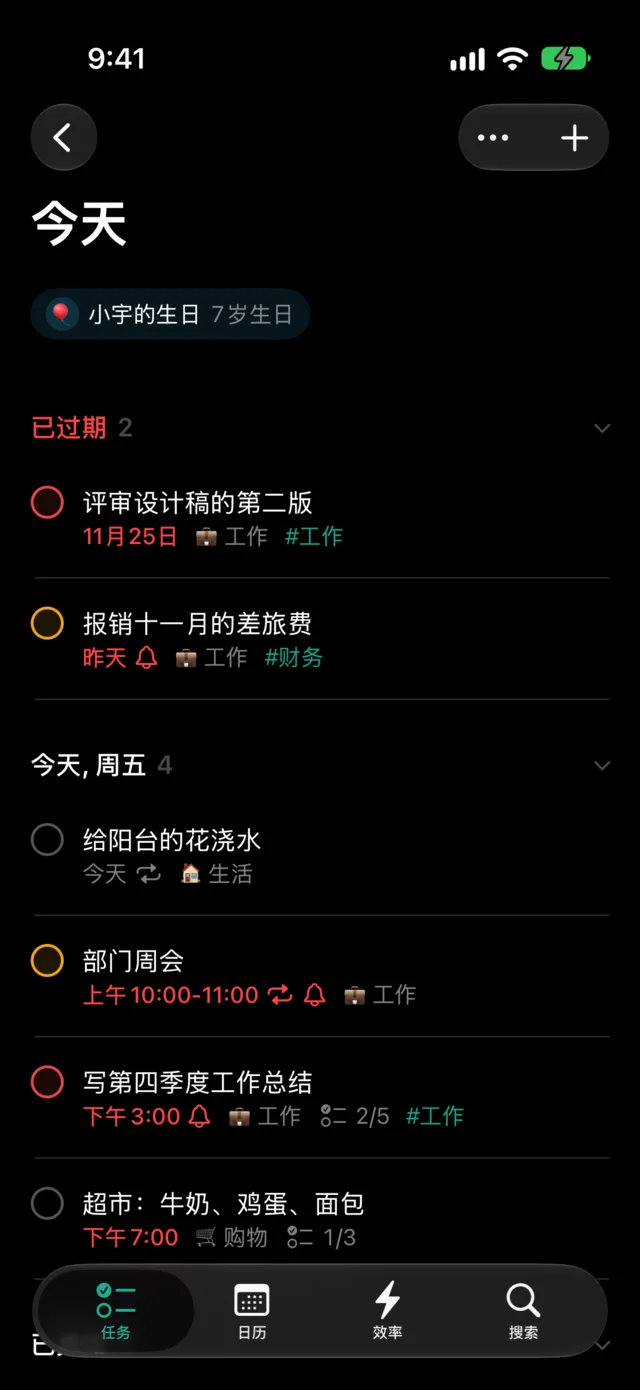 9:41
今天
小宇的生日 7岁生日
已过期 2
评审设计稿的第二版
11月25日 工作 #工作
报销十一月的差旅费
昨天 工作 #财务
今天, 周五 4
给阳台的花浇水
今天 生活
部门周会
上午10:00-11:00 工作
写第四季度工作总结
下午3:00 工作 2/5 #工作
超市：牛奶、鸡蛋、面包
下午7:00 购物 1/3
任务 日历 效率 搜索